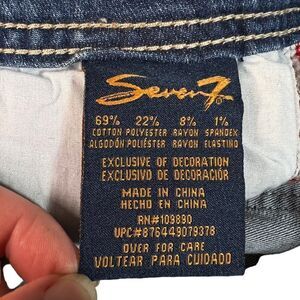 Seven7
69% 22% 8% 1%
COTTON POLYESTER RAYON SPANDEX
ALGODÓN POLIÉSTER RAYON ELASTINO
EXCLUSIVE OF DECORATION
EXCLUSIVO DE DECORACIÓN
MADE IN CHINA
HECHO EN CHINA
RN#109890
UPC#876449079378
OVER FOR CARE
VOLTEAR PARA CUIDADO